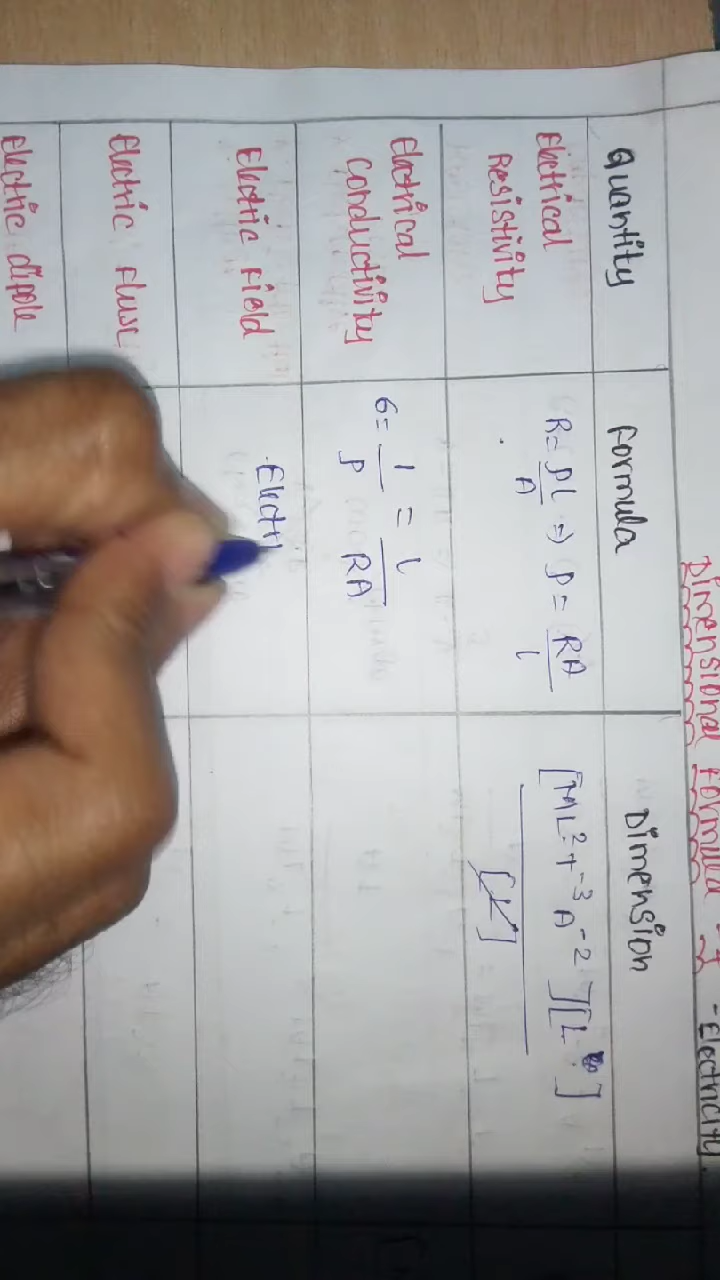 Dimensional Formula - Electricity.
Quantity Formula Dimension
Electrical Resistivity
R = ρl/A ⇒ ρ = RA/l
[ML²T⁻³A⁻²][L
[L]
Electrical Conductivity
σ = 1/ρ = l/RA
Electric Field
Electri
Electric Flux
Electric dipole